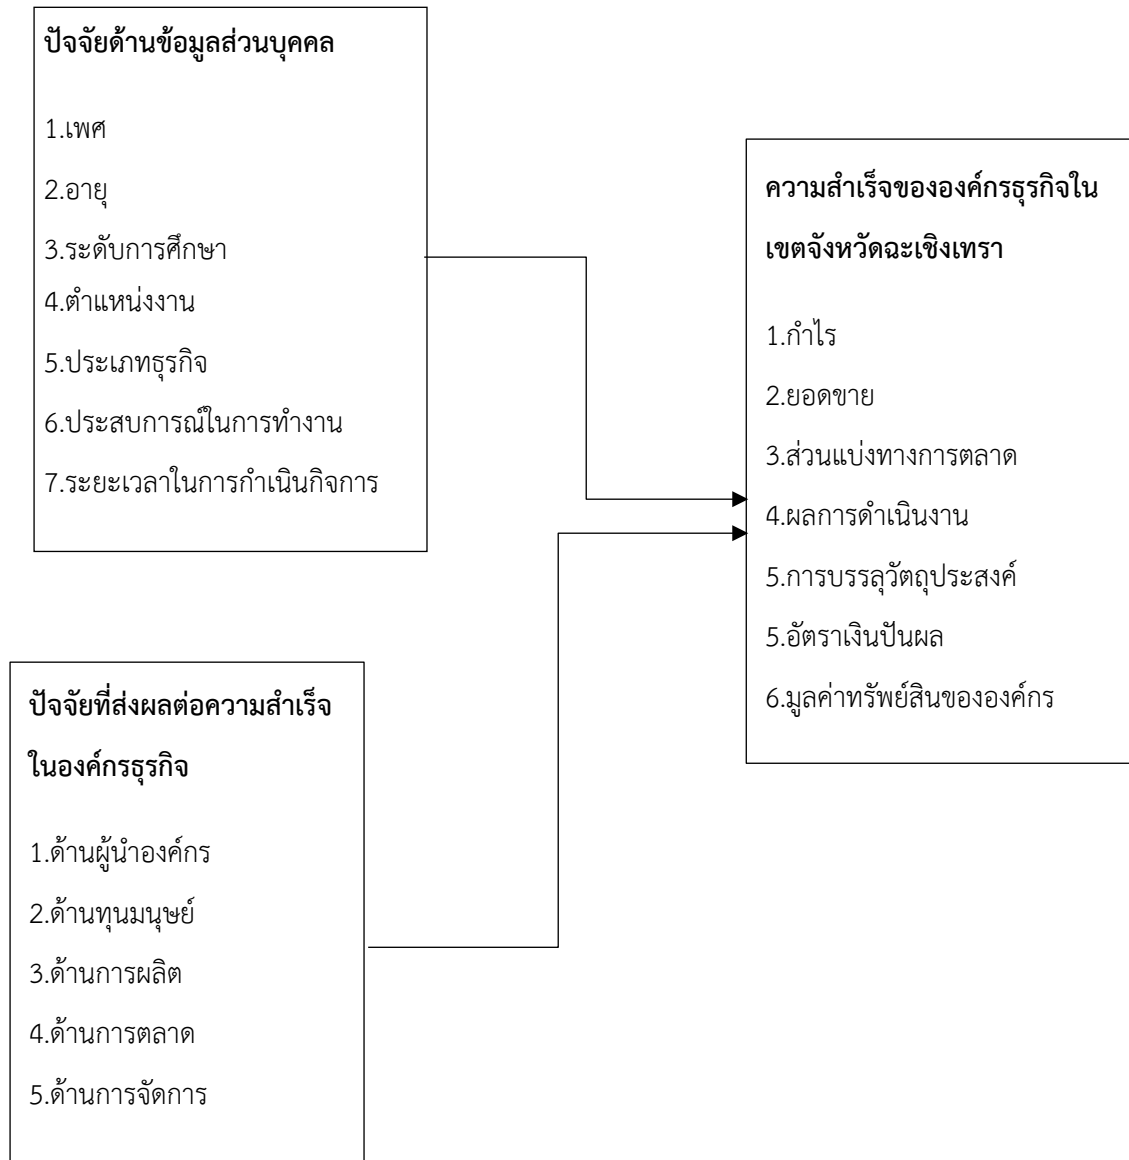 ปัจจัยด้านข้อมูลส่วนบุคคล
1.เพศ
2.อายุ
3.ระดับการศึกษา
4.ตำแหน่งงาน
5.ประเภทธุรกิจ
6.ประสบการณ์ในการทำงาน
7.ระยะเวลาในการกำเนินกิจการ
ความสำเร็จขององค์กรธุรกิจใน
เขตจังหวัดฉะเชิงเทรา
1.กำไร
2.ยอดขาย
3.ส่วนแบ่งทางการตลาด
4.ผลการดำเนินงาน
5.การบรรลุวัตถุประสงค์
5.อัตราเงินปันผล
6.มูลค่าทรัพย์สินขององค์กร
ปัจจัยที่ส่งผลต่อความสำเร็จ
ในองค์กรธุรกิจ
1.ด้านผู้นำองค์กร
2.ด้านทุนมนุษย์
3.ด้านการผลิต
4.ด้านการตลาด
5.ด้านการจัดการ